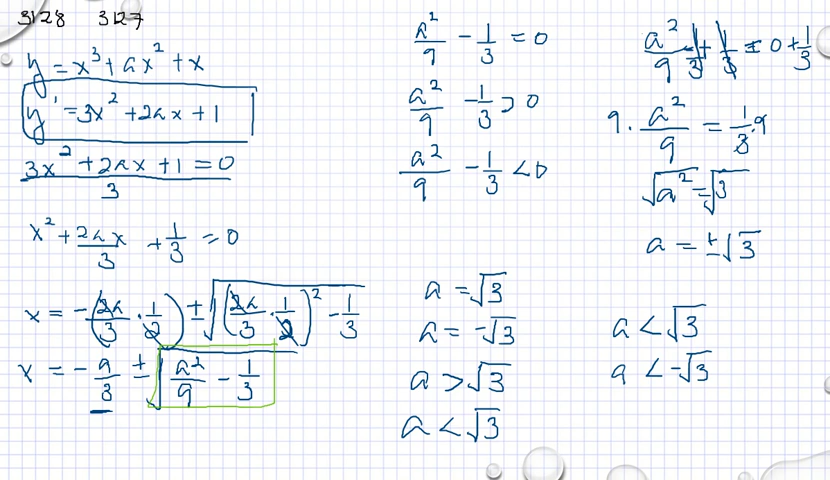 3128 3127
y = x³ + ax² + x
y' = 3x² + 2ax + 1
3x² + 2ax + 1 = 0
3
x² + 2ax/3 + 1/3 = 0
x = -(2a/3 · 1/2) ± √((2a/3 · 1/2)² - 1/3)
x = -a/3 ± √(a²/9 - 1/3)
a²/9 - 1/3 = 0
a²/9 - 1/3 > 0
a²/9 - 1/3 < 0
a = √3
a = -√3
a > √3
a < √3
a²/9 - 1/3 + 1/3 = 0 + 1/3
9 · a²/9 = 1/3 · 9
√a² = √3
a = ±√3
a < √3
a < -√3